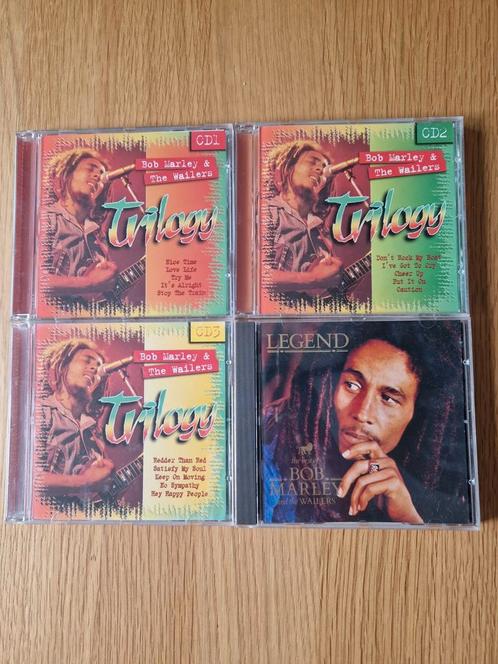 CD1
Bob Marley &
The Wailers
Trilogy
Nice Time
Love Life
Try Me
It's Alright
Stop The Train
CD2
Bob Marley &
The Wailers
Trilogy
Don't Rock My Boat
I've Got To Cry
Cheer Up
Put It On
Caution
CD3
Bob Marley &
The Wailers
Trilogy
Redder Than Red
Satisfy My Soul
Keep On Moving
No Sympathy
Hey Happy People
LEGEND
BOB
MARLEY
and the WAILERS